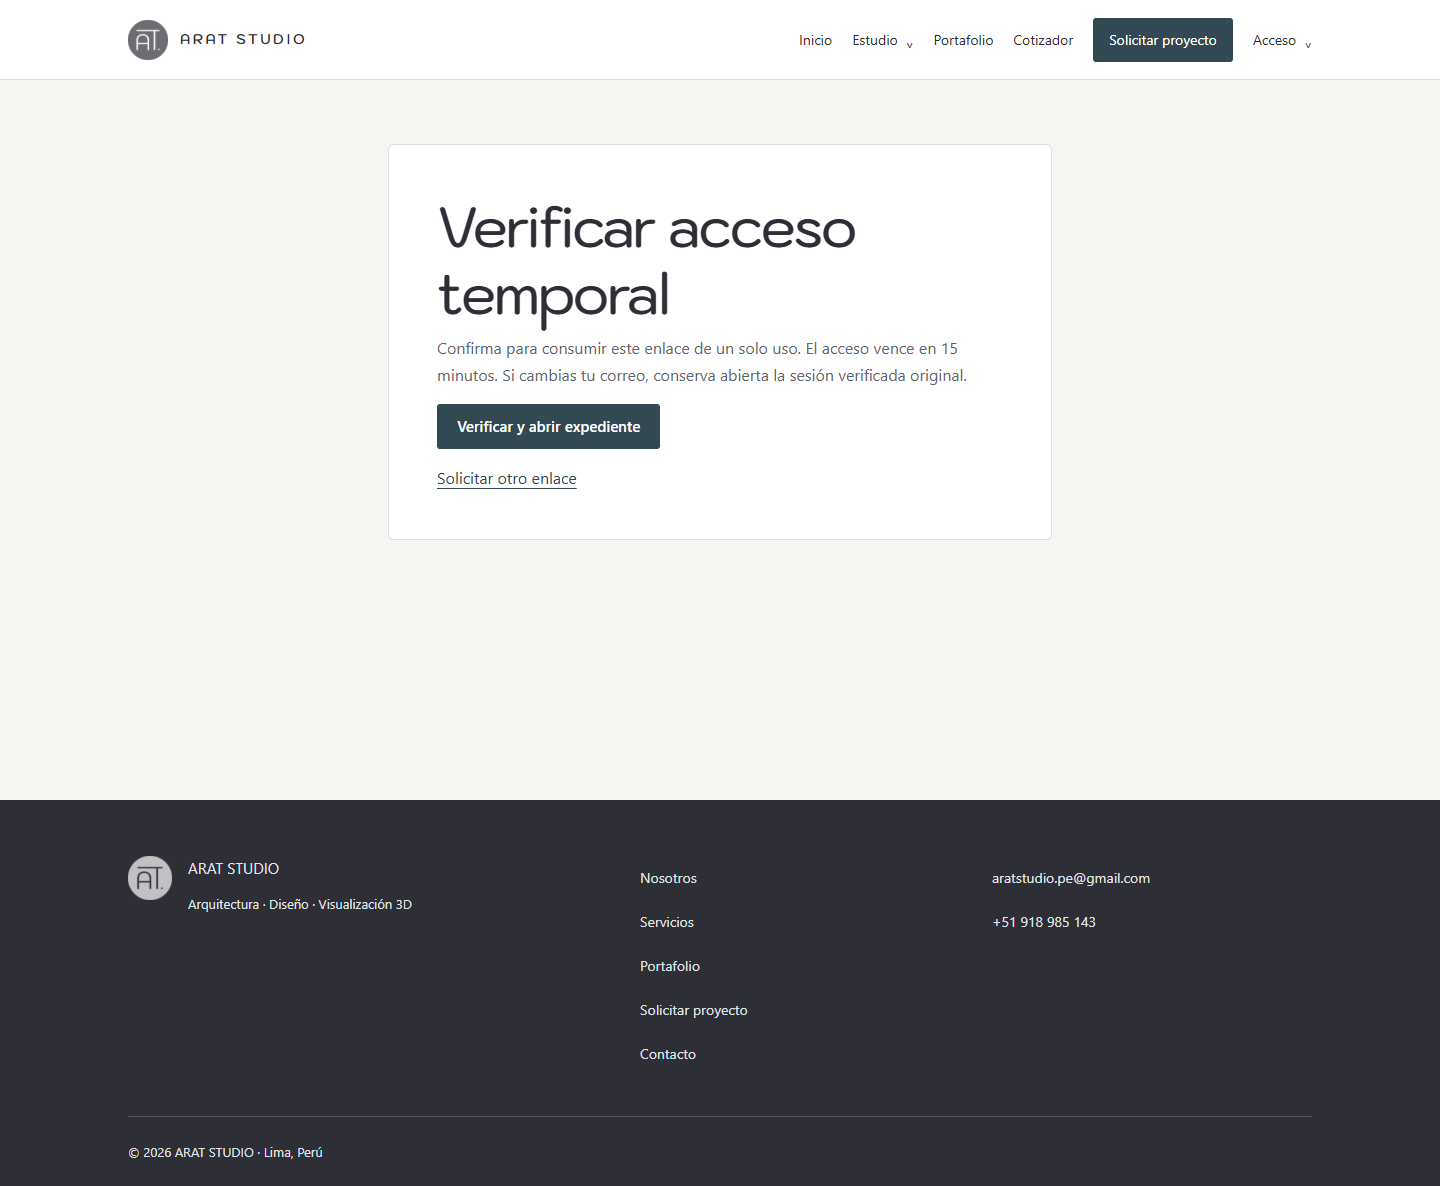 AT. ARAT STUDIO
Inicio Estudio v Portafolio Cotizador Solicitar proyecto Acceso v
Verificar acceso
temporal
Confirma para consumir este enlace de un solo uso. El acceso vence en 15
minutos. Si cambias tu correo, conserva abierta la sesión verificada original.
Verificar y abrir expediente
Solicitar otro enlace
AT. ARAT STUDIO
Arquitectura · Diseño · Visualización 3D
Nosotros
Servicios
Portafolio
Solicitar proyecto
Contacto
aratstudio.pe@gmail.com
+51 918 985 143
© 2026 ARAT STUDIO · Lima, Perú